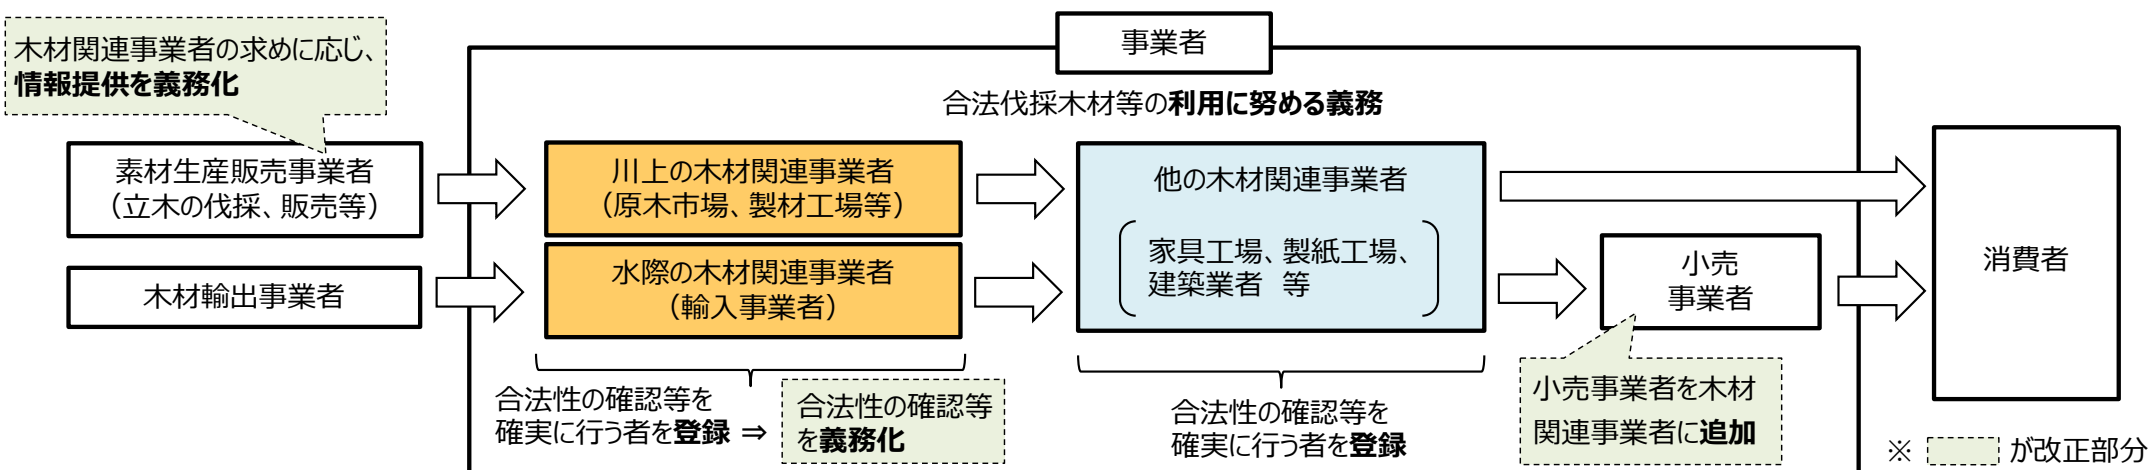 木材関連事業者の求めに応じ、
情報提供を義務化
事業者
合法伐採木材等の利用に努める義務
素材生産販売事業者
（立木の伐採、販売等）
木材輸出事業者
川上の木材関連事業者
（原木市場、製材工場等）
水際の木材関連事業者
（輸入事業者）
他の木材関連事業者
家具工場、製紙工場、
建築業者　等
小売
事業者
消費者
合法性の確認等を
確実に行う者を登録 ⇒
合法性の確認等
を義務化
合法性の確認等を
確実に行う者を登録
小売事業者を木材
関連事業者に追加
※ が改正部分